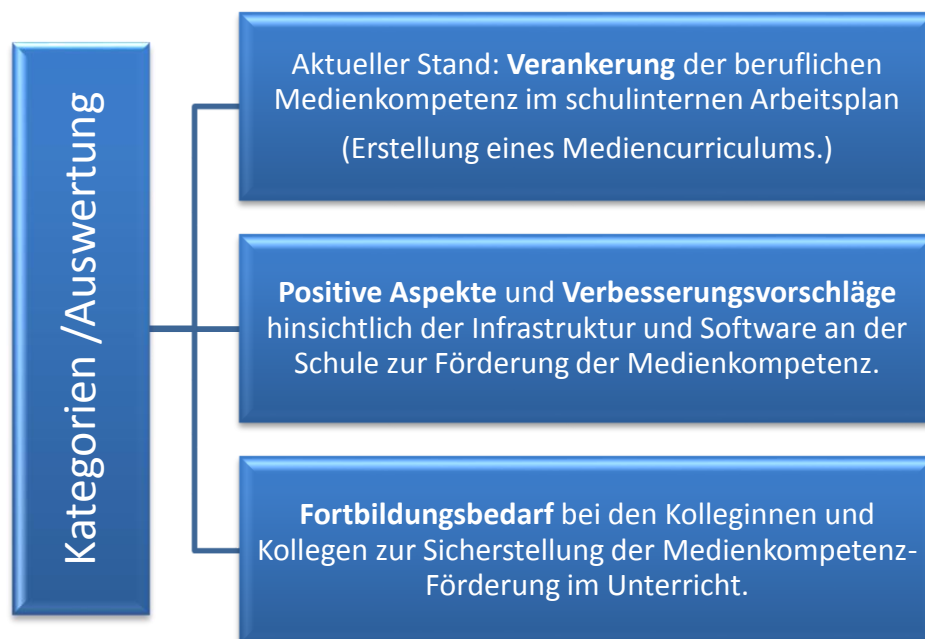 Kategorien /Auswertung
Aktueller Stand: Verankerung der beruflichen
Medienkompetenz im schulinternen Arbeitsplan
(Erstellung eines Mediencurriculums.)
Positive Aspekte und Verbesserungsvorschläge
hinsichtlich der Infrastruktur und Software an der
Schule zur Förderung der Medienkompetenz.
Fortbildungsbedarf bei den Kolleginnen und
Kollegen zur Sicherstellung der Medienkompetenz-
Förderung im Unterricht.